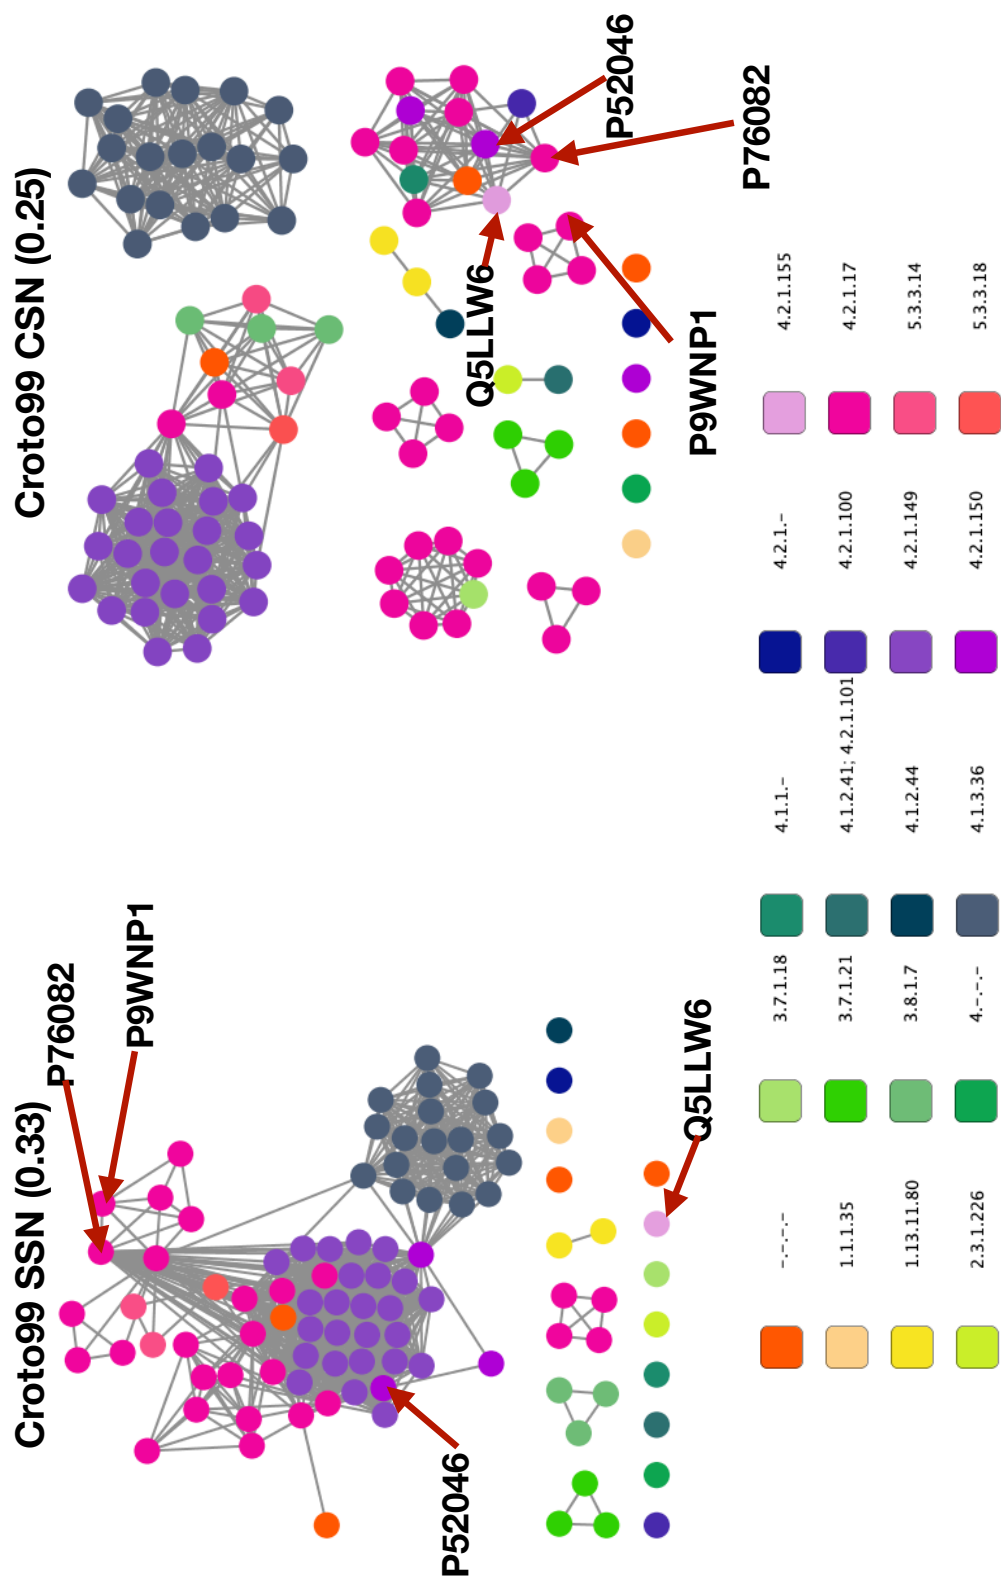 Croto99 SSN (0.33)
Croto99 CSN (0.25)
P76082
P9WNP1
P52046
Q5LLW6
P52046
P76082
Q5LLW6
P9WNP1
-.-.-.-
3.7.1.18
4.1.1.-
4.2.1.-
4.2.1.155
1.1.1.35
3.7.1.21
4.1.2.41; 4.2.1.101
4.2.1.100
4.2.1.17
1.13.11.80
3.8.1.7
4.1.2.44
4.2.1.149
5.3.3.14
2.3.1.226
4.-.-.-
4.1.3.36
4.2.1.150
5.3.3.18